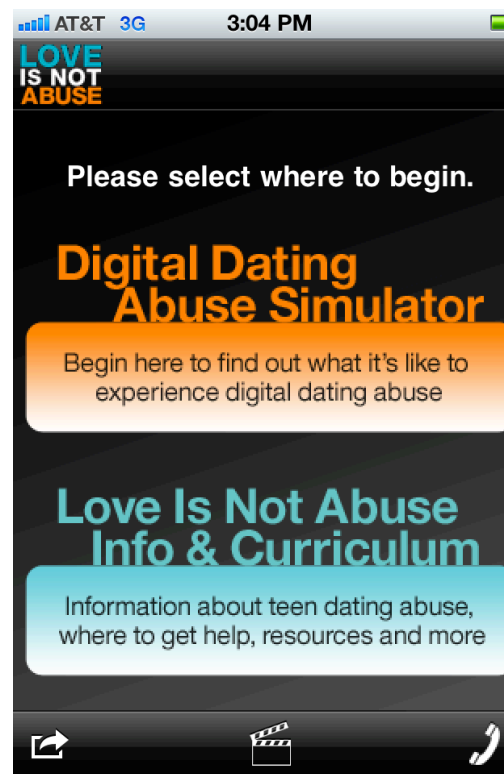 AT&T 3G 3:04 PM
LOVE
IS NOT
ABUSE
Please select where to begin.
Digital Dating
Abuse Simulator
Begin here to find out what it's like to
experience digital dating abuse
Love Is Not Abuse
Info & Curriculum
Information about teen dating abuse,
where to get help, resources and more